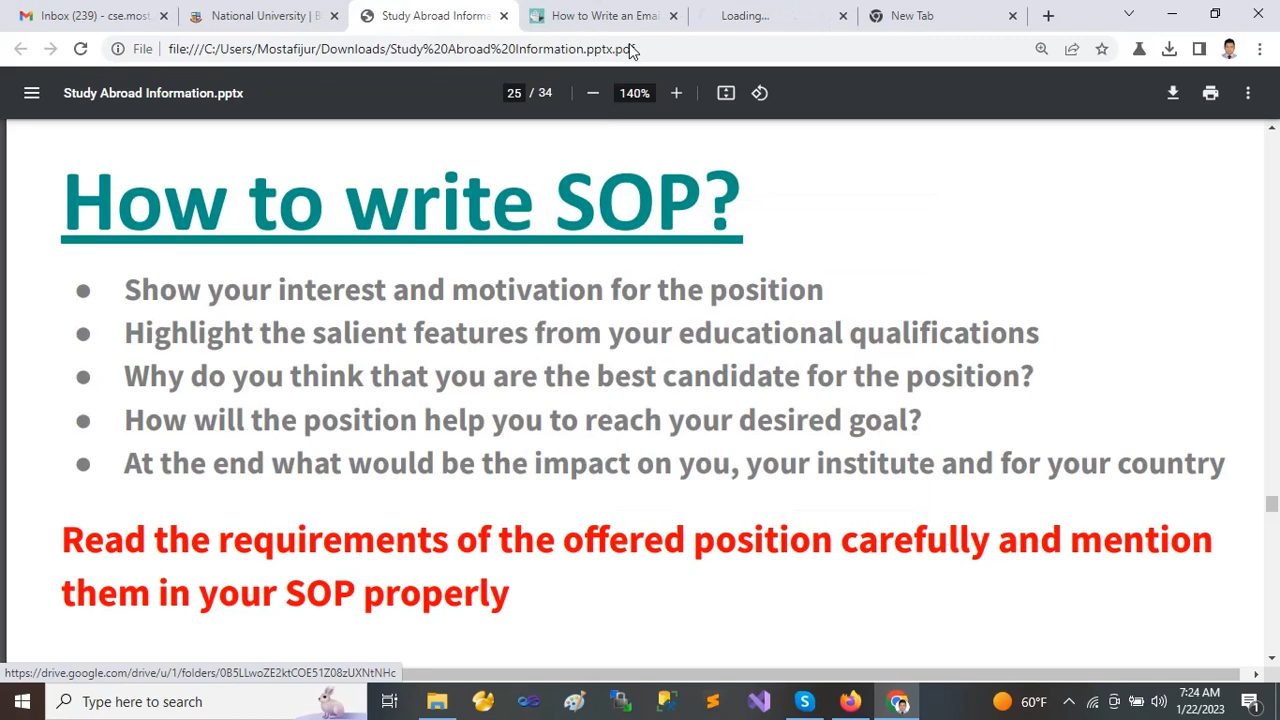 Inbox (239) - cse.most
National University | B
Study Abroad Informa
How to Write an Emai
Loading...
New Tab
File
file:///C:/Users/Mostafijur/Downloads/Study%20Abroad%20Information.pptx.pd
Study Abroad Information.pptx
25 / 34
140%
How to write SOP?
● Show your interest and motivation for the position
● Highlight the salient features from your educational qualifications
● Why do you think that you are the best candidate for the position?
● How will the position help you to reach your desired goal?
● At the end what would be the impact on you, your institute and for your country
Read the requirements of the offered position carefully and mention
them in your SOP properly
https://drive.google.com/drive/u/1/folders/0B5LLwoZE2ktCOE51Z08zUXNtNHc
Type here to search
60°F
7:24 AM
1/22/2023
1